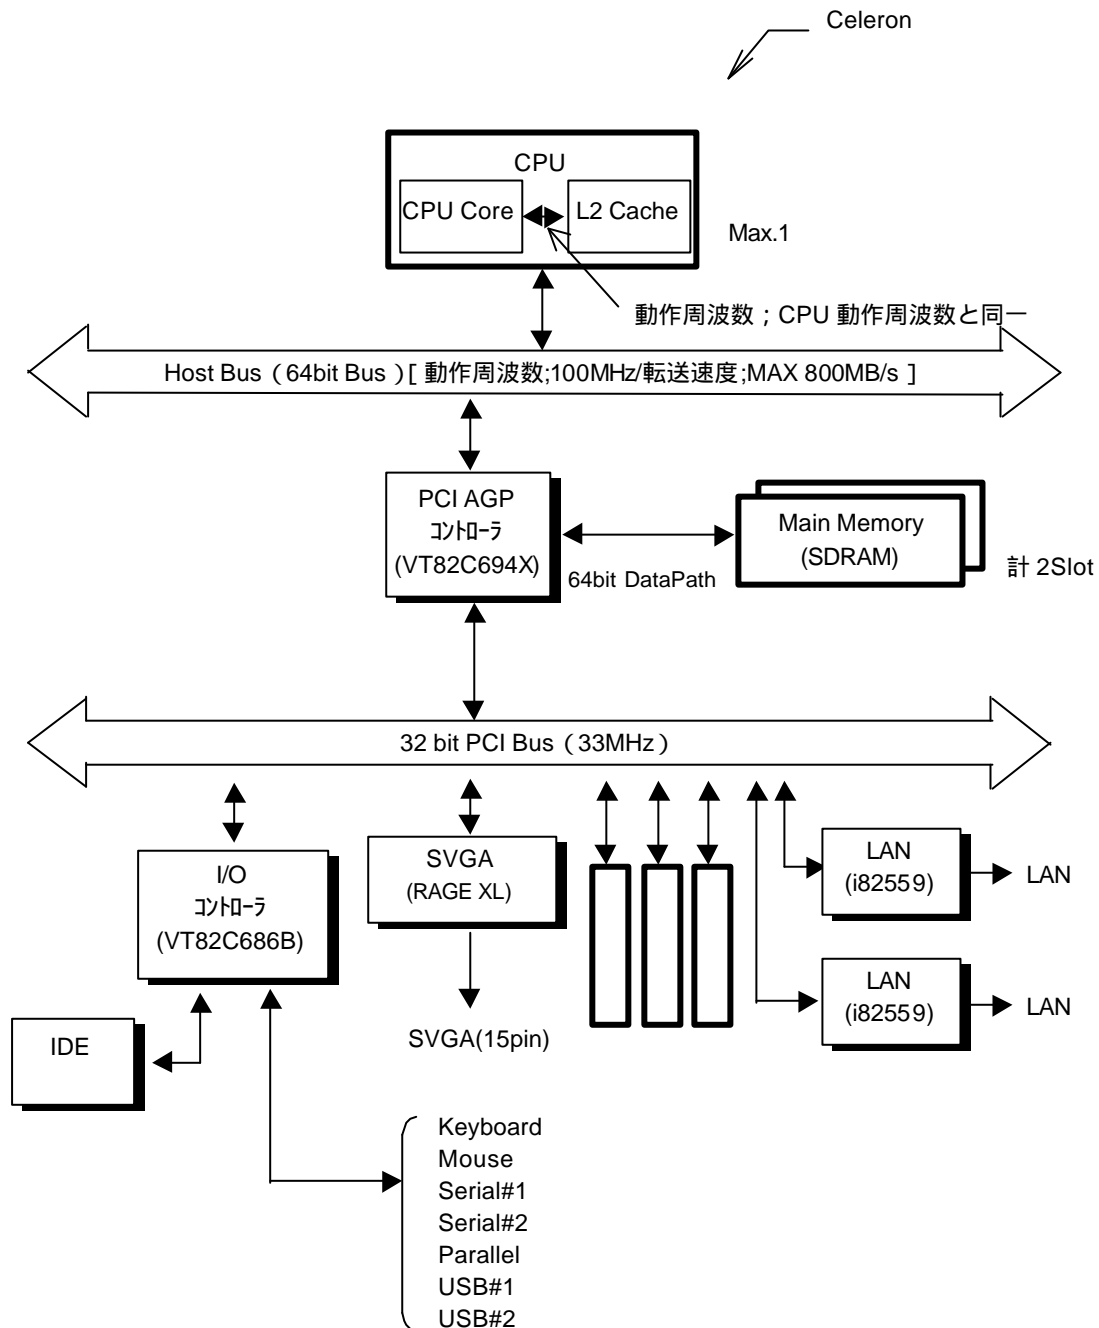 Celeron
CPU
CPU Core
L2 Cache
Max.1
動作周波数；CPU 動作周波数と同一
Host Bus（64bit Bus）[ 動作周波数;100MHz/転送速度;MAX 800MB/s ]
PCI AGP
ｺﾝﾄﾛｰﾗ
(VT82C694X)
64bit DataPath
Main Memory
(SDRAM)
計 2Slot
32 bit PCI Bus（33MHz）
I/O
ｺﾝﾄﾛｰﾗ
(VT82C686B)
SVGA
(RAGE XL)
LAN
(i82559)
LAN
LAN
(i82559)
LAN
SVGA(15pin)
IDE
Keyboard
Mouse
Serial#1
Serial#2
Parallel
USB#1
USB#2